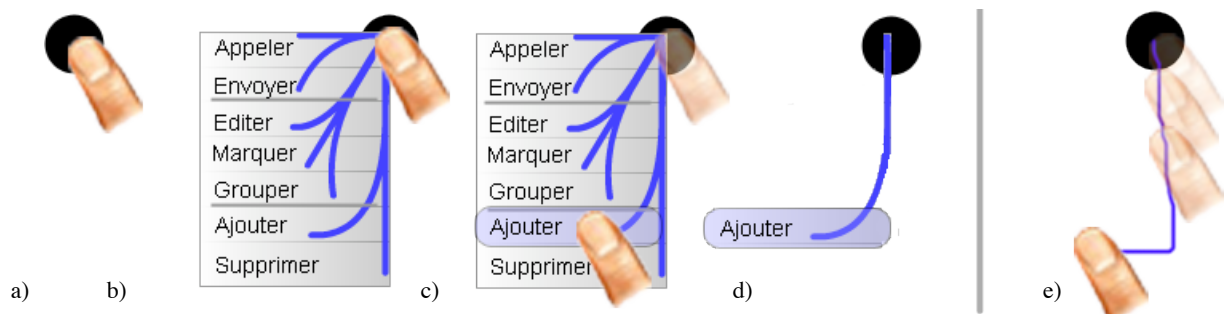 Appeler
Envoyer
Editer
Marquer
Grouper
Ajouter
Supprimer
Appeler
Envoyer
Editer
Marquer
Grouper
Ajouter
Supprimer
Ajouter
a) b) c) d) e)